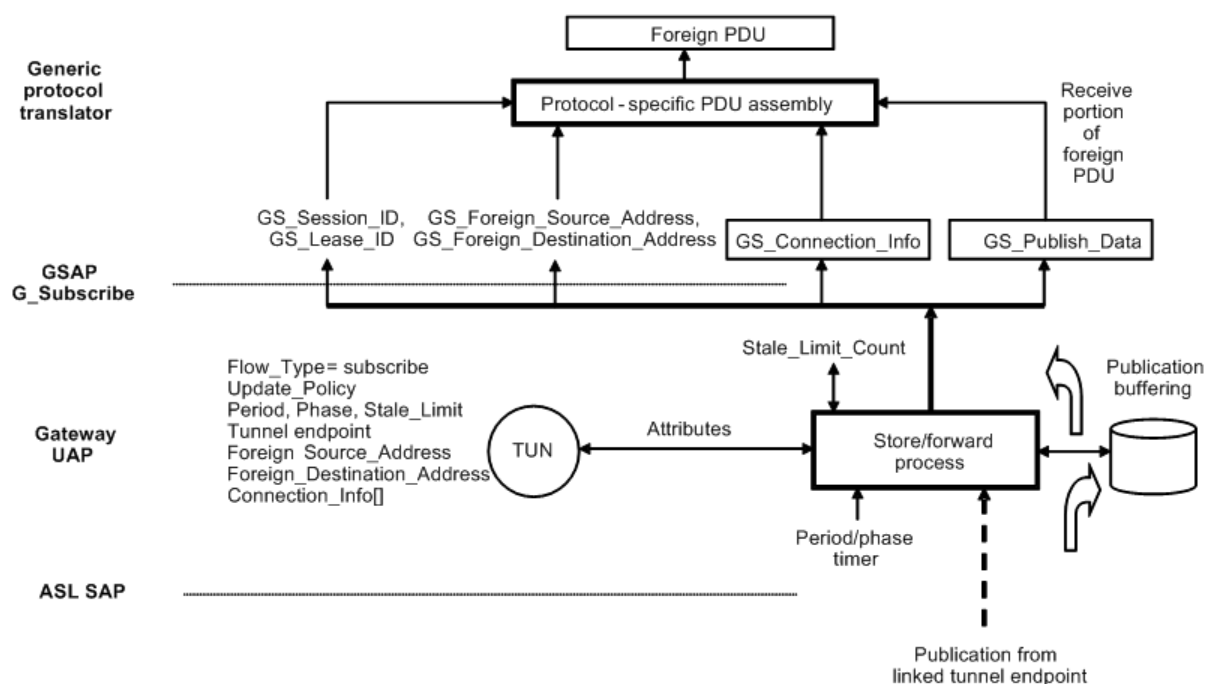 Foreign PDU
Generic
protocol
translator
Protocol-specific PDU assembly
Receive
portion
of
foreign
PDU
GS_Session_ID,
GS_Lease_ID
GS_Foreign_Source_Address,
GS_Foreign_Destination_Address
GS_Connection_Info
GS_Publish_Data
GSAP
G_Subscribe
Stale_Limit_Count
Flow_Type= subscribe
Update_Policy
Period, Phase, Stale_Limit
Tunnel endpoint
Foreign Source_Address
Foreign_Destination_Address
Connection_Info[]
Publication
buffering
Gateway
UAP
TUN
Attributes
Store/forward
process
Period/phase
timer
ASL SAP
Publication from
linked tunnel endpoint